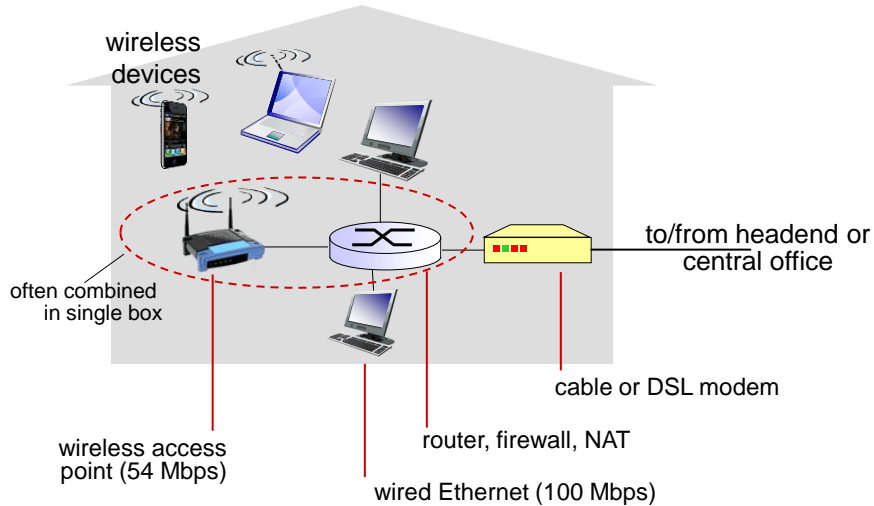 wireless
devices
to/from headend or
central office
often combined
in single box
cable or DSL modem
router, firewall, NAT
wireless access
point (54 Mbps)
wired Ethernet (100 Mbps)